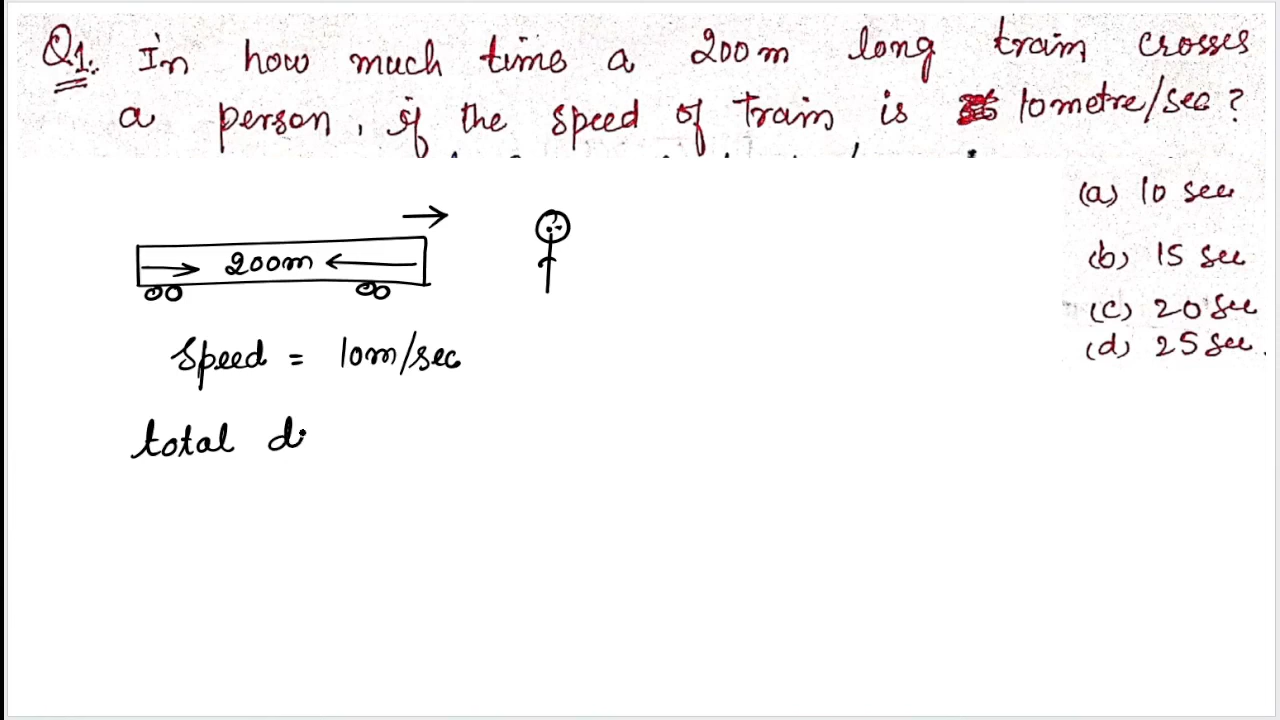 Q1. In how much time a 200m long train crosses
a person, if the speed of train is 10metre/sec?
(a) 10 sec
(b) 15 sec
(c) 20 sec
(d) 25 sec.
200m
Speed = 10m/sec
total di